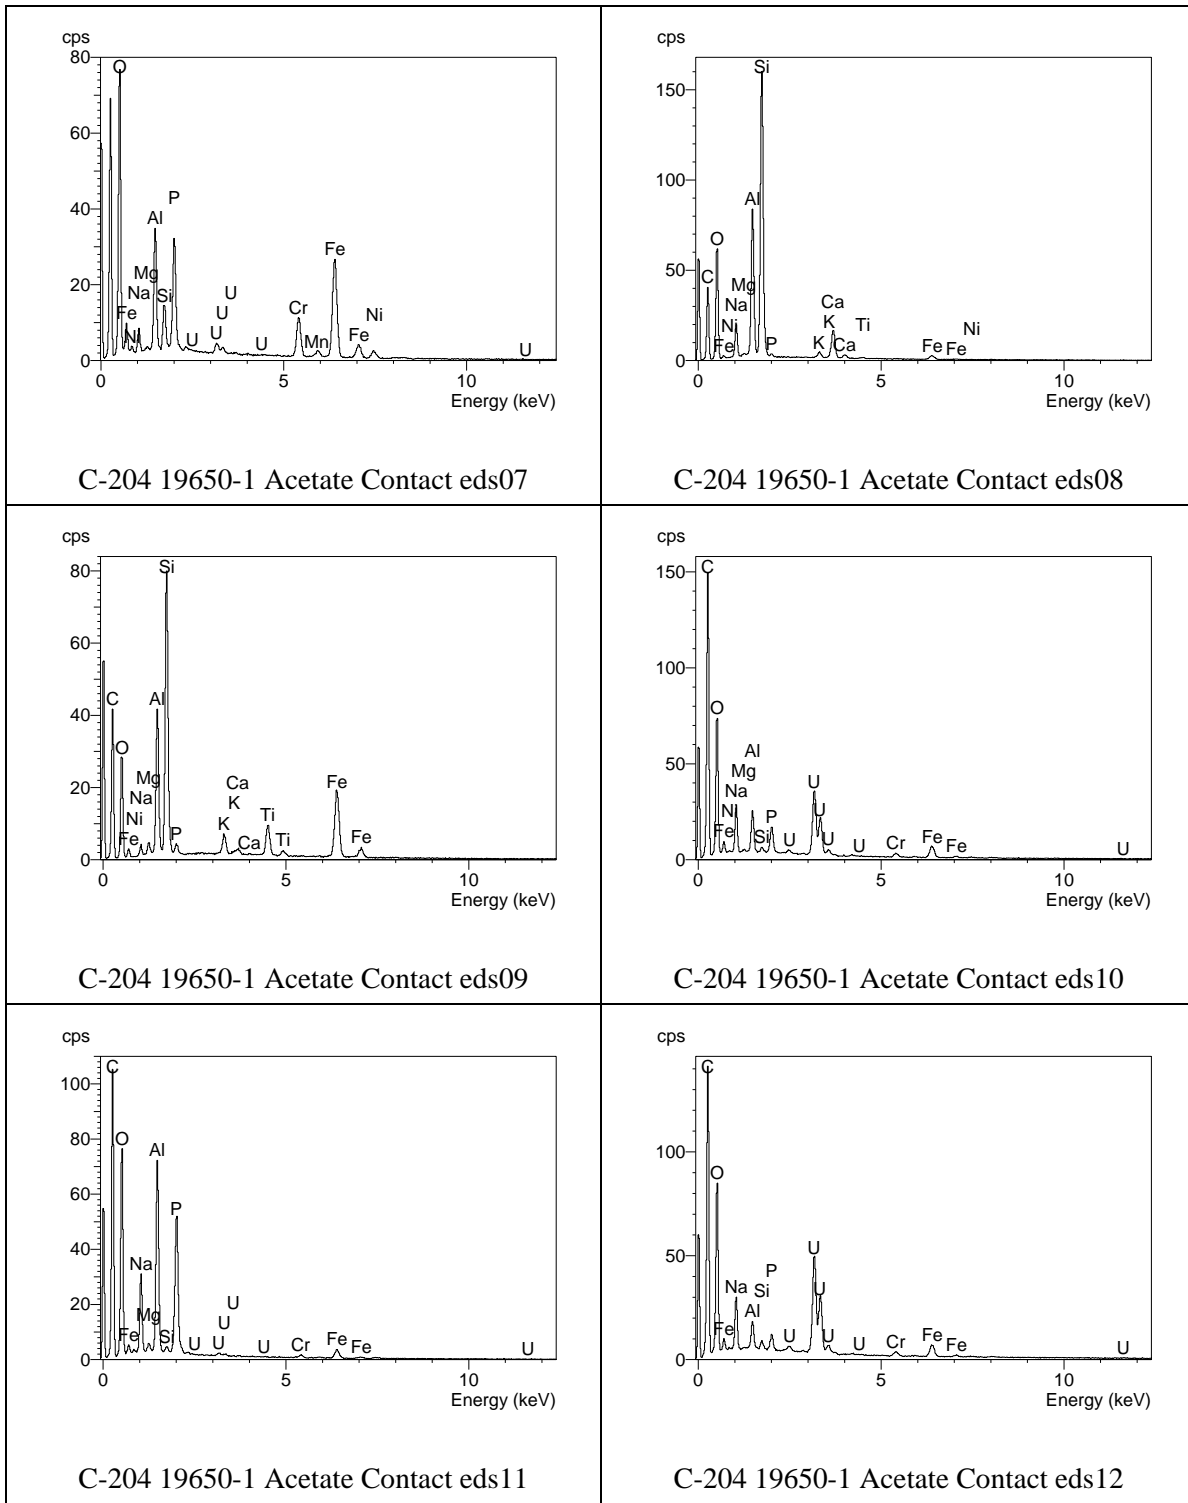 cps
80
60
40
20
0
O
P
Al
Mg
Na
Fe
Ni
Si
U
U
U
U
U
Cr
Mn
Fe
Fe
Ni
U
0 5 10
Energy (keV)
C-204 19650-1 Acetate Contact eds07
cps
150
100
50
0
Si
Al
O
C
Mg
Na
Ni
Fe
P
Ca
K
Ti
K Ca
Fe Fe
Ni
0 5 10
Energy (keV)
C-204 19650-1 Acetate Contact eds08
cps
80
60
40
20
0
Si
C
Al
O
Mg
Na
Ni
Fe
P
Ca
K
K
Ca
Ti
Ti
Fe
Fe
0 5 10
Energy (keV)
C-204 19650-1 Acetate Contact eds09
cps
150
100
50
0
C
O
Al
Mg
Na
Ni
Fe
Si
P
U
U
U
U
U
Cr
Fe
Fe
U
0 5 10
Energy (keV)
C-204 19650-1 Acetate Contact eds10
cps
100
80
60
40
20
0
C
O
Al
P
Na
Mg
Fe
Si
U
U
U
U
U
Cr
Fe
Fe
U
0 5 10
Energy (keV)
C-204 19650-1 Acetate Contact eds11
cps
100
50
0
C
O
P
Si
Na
Al
Fe
U
U
U
U
U
Cr
Fe
Fe
U
0 5 10
Energy (keV)
C-204 19650-1 Acetate Contact eds12